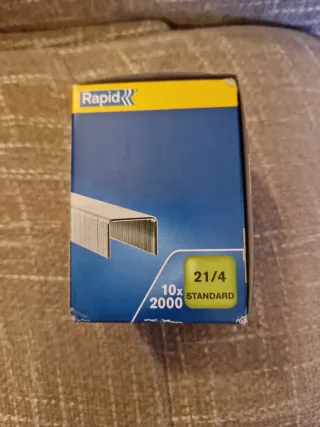 Rapid
10x
2000
21/4
STANDARD